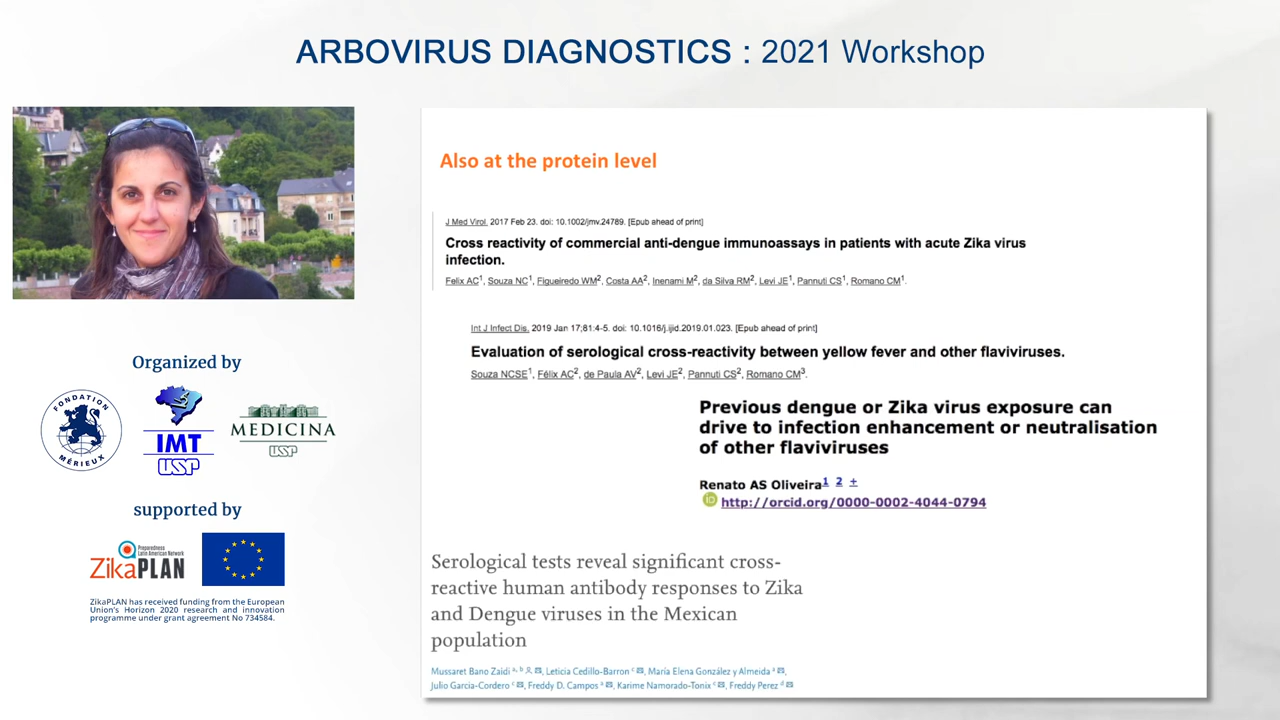 ARBOVIRUS DIAGNOSTICS : 2021 Workshop
Organized by
FONDATION
MÉRIEUX
IMT
USP
MEDICINA
USP
supported by
Preparedness
Latin American Network
ZikaPLAN
ZikaPLAN has received funding from the European
Union's Horizon 2020 research and innovation
programme under grant agreement No 734584.
Also at the protein level
J Med Virol. 2017 Feb 23. doi: 10.1002/jmv.24789. [Epub ahead of print]
Cross reactivity of commercial anti-dengue immunoassays in patients with acute Zika virus
infection.
Felix AC1, Souza NC1, Figueiredo WM2, Costa AA2, Inenami M2, da Silva RM2, Levi JE1, Pannuti CS1, Romano CM1.
Int J Infect Dis. 2019 Jan 17;81:4-5. doi: 10.1016/j.ijid.2019.01.023. [Epub ahead of print]
Evaluation of serological cross-reactivity between yellow fever and other flaviviruses.
Souza NCSE1, Félix AC2, de Paula AV2, Levi JE2, Pannuti CS2, Romano CM3.
Previous dengue or Zika virus exposure can
drive to infection enhancement or neutralisation
of other flaviviruses
Renato AS Oliveira1 2 +
iD http://orcid.org/0000-0002-4044-0794
Serological tests reveal significant cross-
reactive human antibody responses to Zika
and Dengue viruses in the Mexican
population
Mussaret Bano Zaidi a, b, Leticia Cedillo-Barron c, María Elena González y Almeida a,
Julio Garcia-Cordero c, Freddy D. Campos a, Karime Namorado-Tonix c, Freddy Perez d